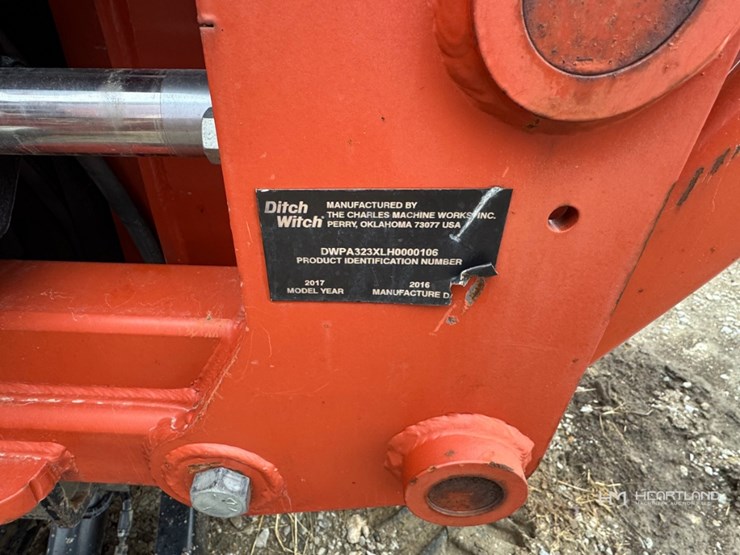 Ditch
Witch®
MANUFACTURED BY
THE CHARLES MACHINE WORKS, INC.
PERRY, OKLAHOMA 73077 USA
DWPA323XLH0000106
PRODUCT IDENTIFICATION NUMBER
2017 2016
MODEL YEAR MANUFACTURE
HEARTLAND